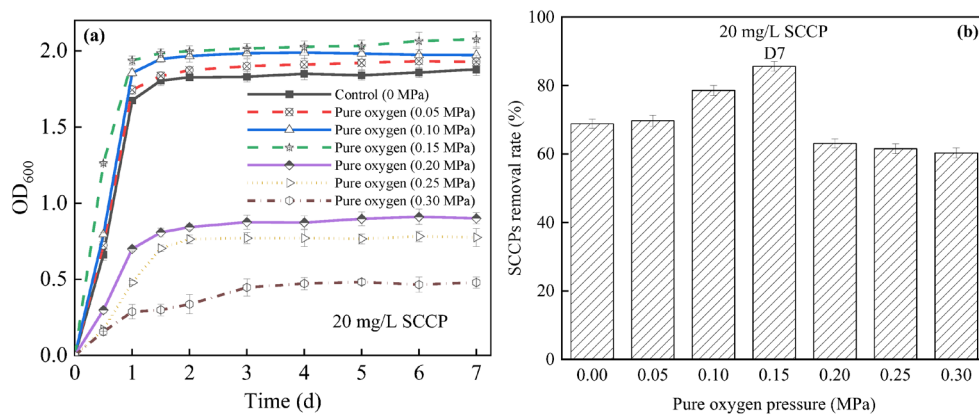 (a)
2.0
1.5
1.0
0.5
0.0
OD600
Control (0 MPa)
Pure oxygen (0.05 MPa)
Pure oxygen (0.10 MPa)
Pure oxygen (0.15 MPa)
Pure oxygen (0.20 MPa)
Pure oxygen (0.25 MPa)
Pure oxygen (0.30 MPa)
20 mg/L SCCP
0 1 2 3 4 5 6 7
Time (d)
(b)
20 mg/L SCCP
D7
100
80
60
40
20
0
SCCPs removal rate (%)
0.00 0.05 0.10 0.15 0.20 0.25 0.30
Pure oxygen pressure (MPa)